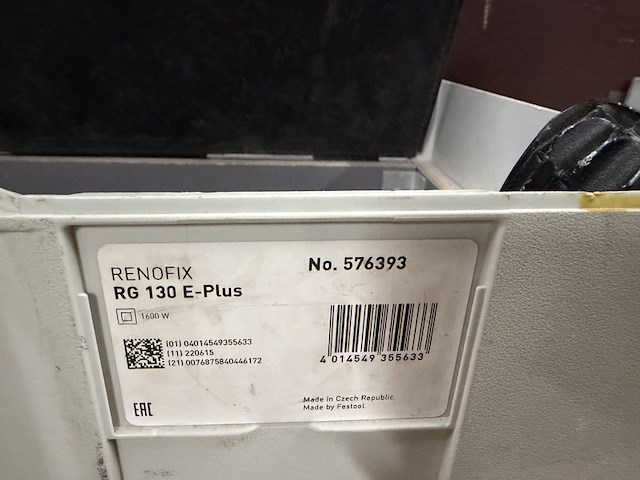 RENOFIX
RG 130 E-Plus
No. 576393
1600 W
(01) 04014549355633
(11) 220615
(21) 0076875840446172
4 014549 355633
EAC
Made in Czech Republic.
Made by Festool.